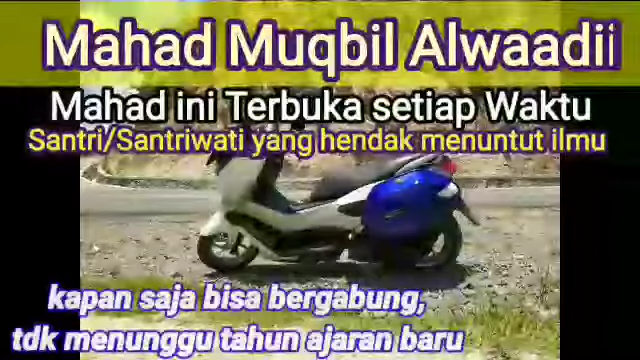 Mahad Muqbil Alwaadii
Mahad ini Terbuka setiap Waktu
Santri/Santriwati yang hendak menuntut ilmu
kapan saja bisa bergabung,
tdk menunggu tahun ajaran baru